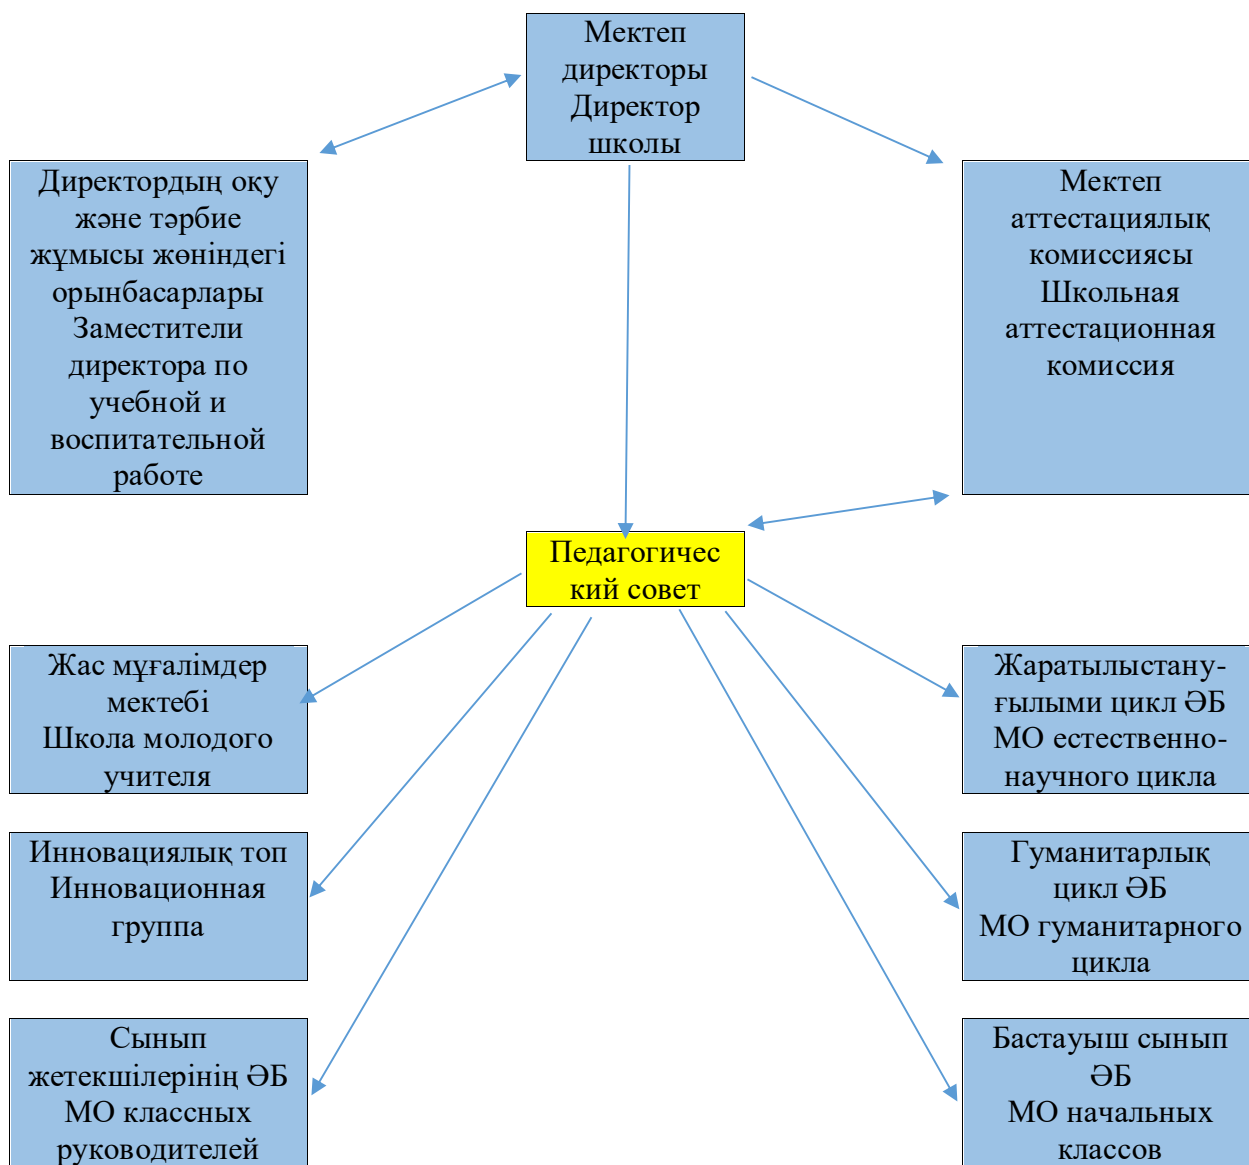 Мектеп
директоры
Директор
школы
Директордың оқу
және тәрбие
жұмысы жөніндегі
орынбасарлары
Заместители
директора по
учебной и
воспитательной
работе
Мектеп
аттестациялық
комиссиясы
Школьная
аттестационная
комиссия
Педагогичес
кий совет
Жас мұғалімдер
мектебі
Школа молодого
учителя
Жаратылыстану-
ғылыми цикл ӘБ
МО естественно-
научного цикла
Инновациялық топ
Инновационная
группа
Гуманитарлық
цикл ӘБ
МО гуманитарного
цикла
Сынып
жетекшілерінің ӘБ
МО классных
руководителей
Бастауыш сынып
ӘБ
МО начальных
классов